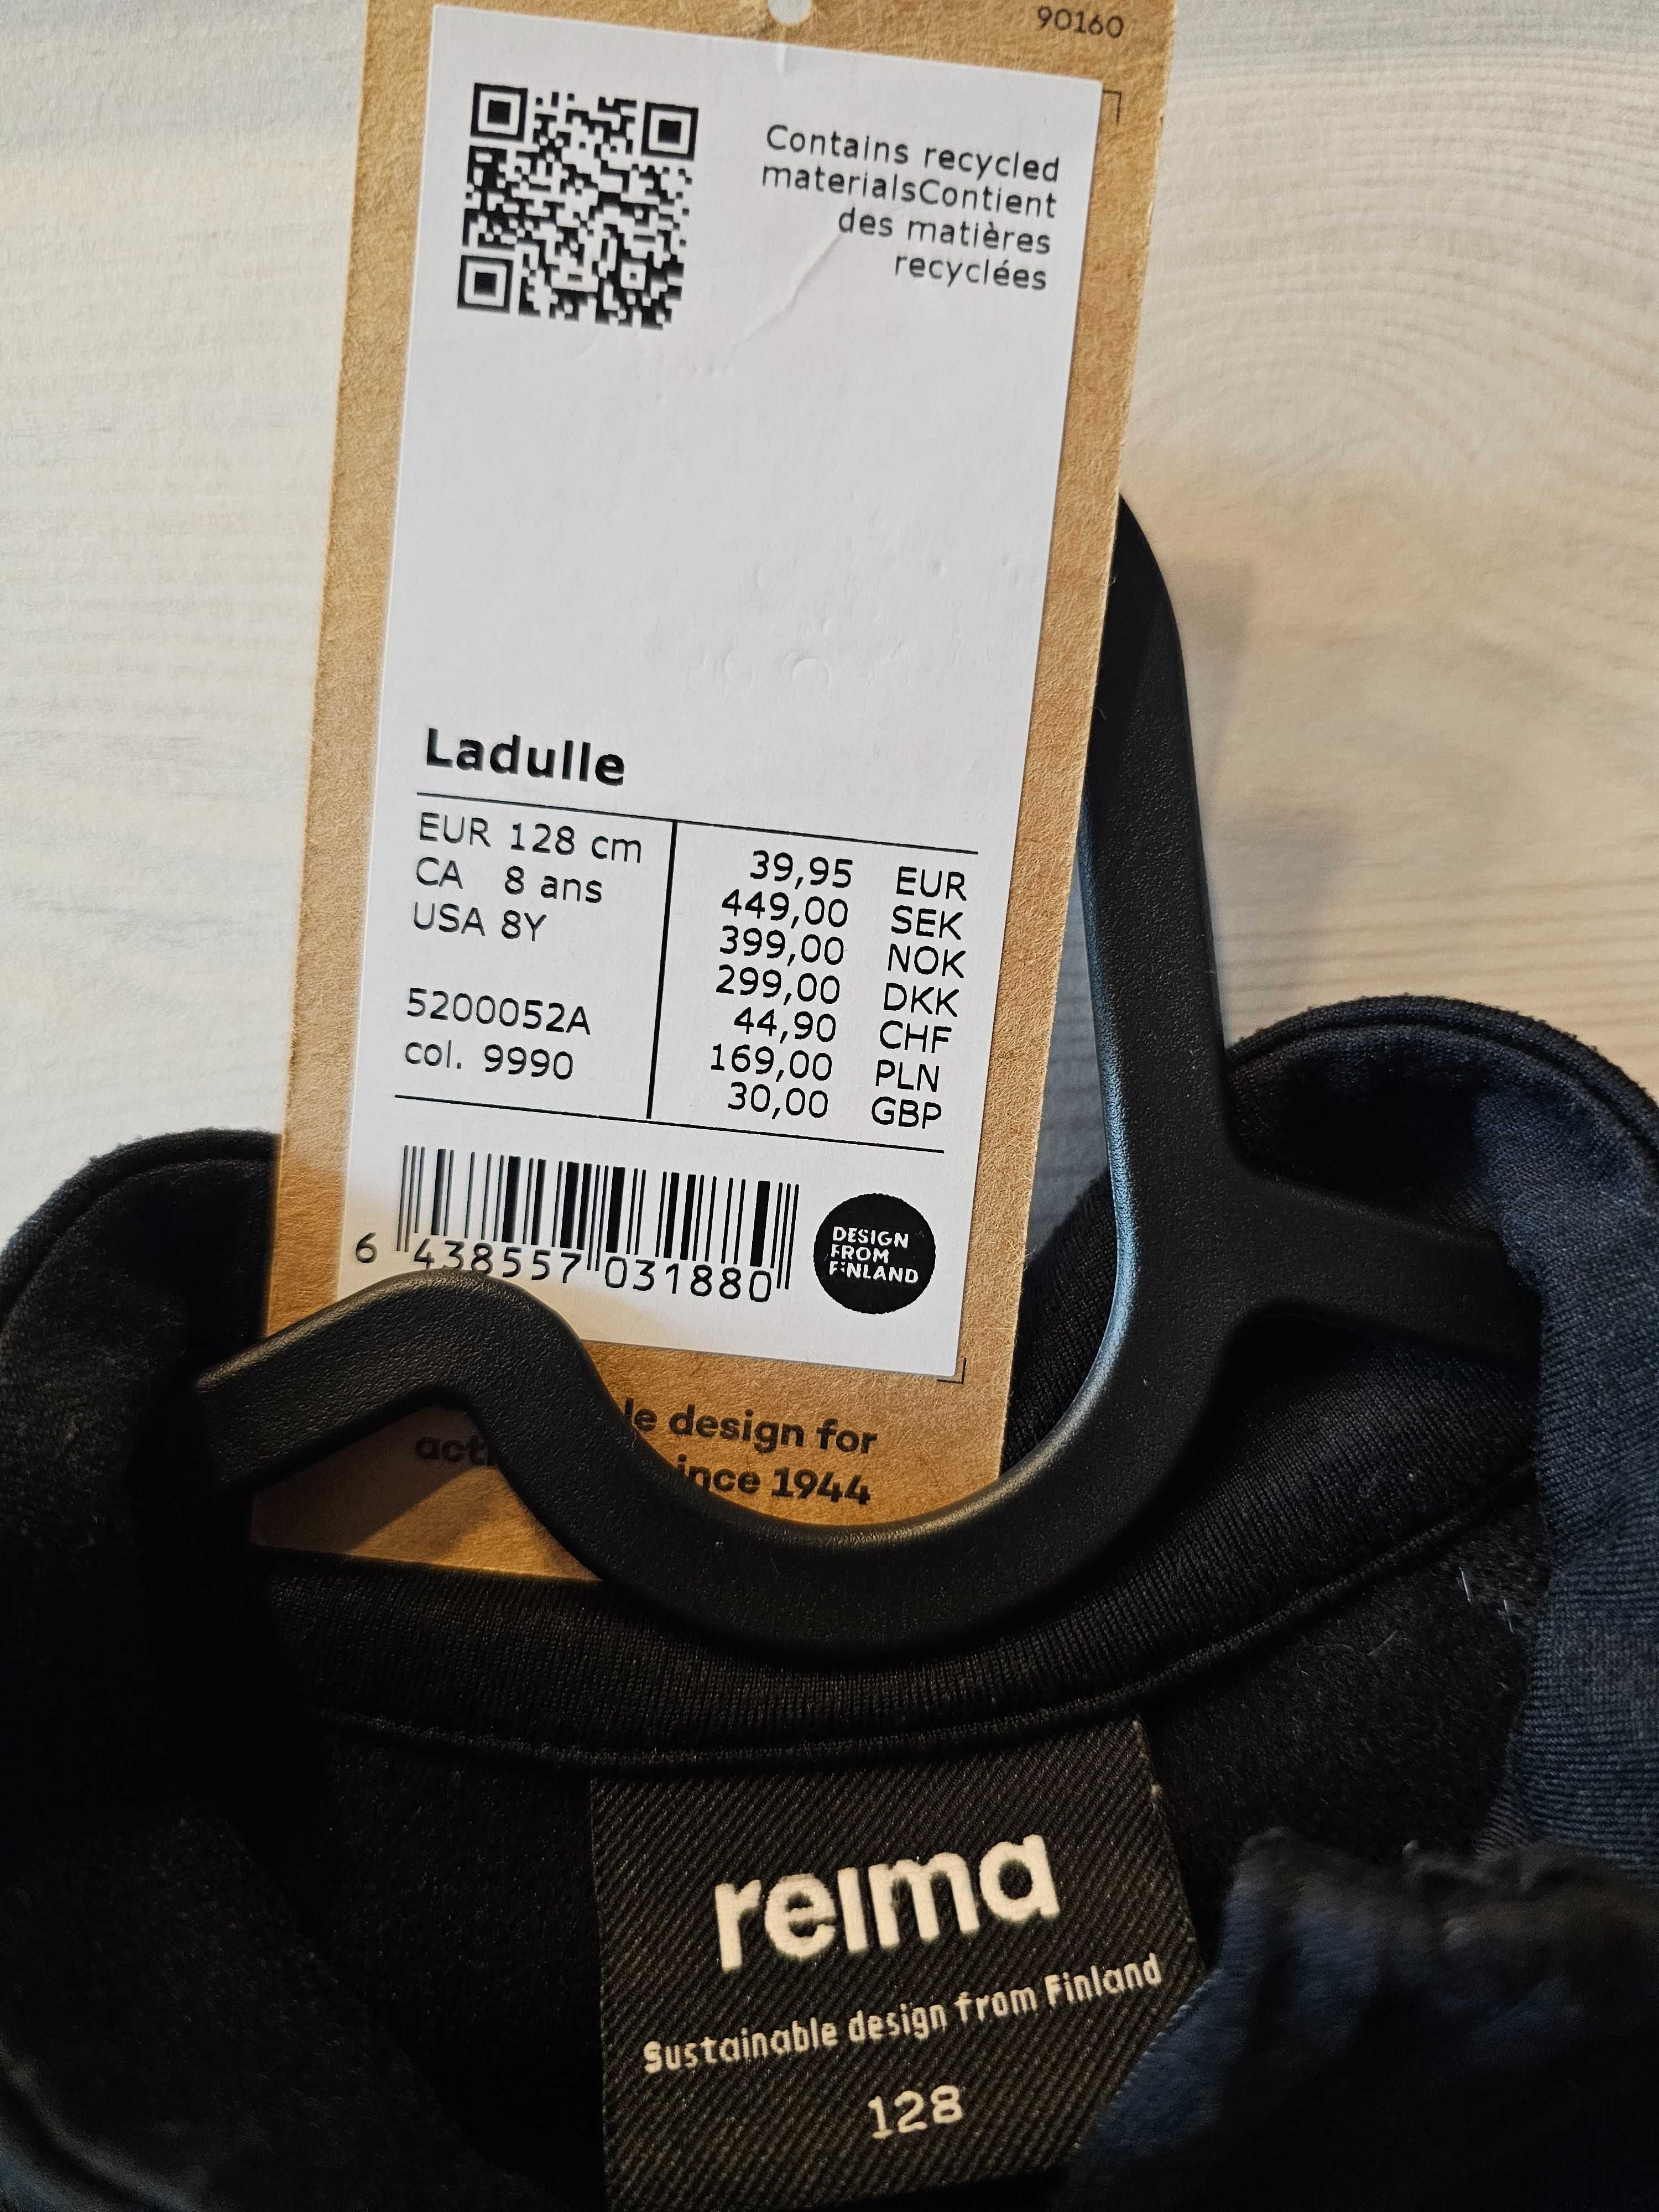 90160
Contains recycled
materialsContient
des matières
recyclées
Ladulle
EUR 128 cm
CA 8 ans
USA 8Y
5200052A
col. 9990
39,95 EUR
449,00 SEK
399,00 NOK
299,00 DKK
44,90 CHF
169,00 PLN
30,00 GBP
6 438557 031880
DESIGN
FROM
FINLAND
design for
1944
reima
Sustainable design from Finland
128